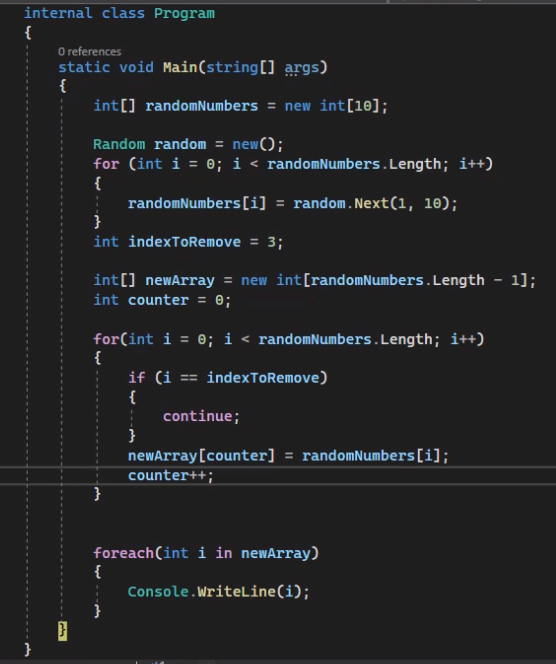 internal class Program
{
0 references
static void Main(string[] args)
{
int[] randomNumbers = new int[10];
Random random = new();
for (int i = 0; i < randomNumbers.Length; i++)
{
randomNumbers[i] = random.Next(1, 10);
}
int indexToRemove = 3;
int[] newArray = new int[randomNumbers.Length - 1];
int counter = 0;
for(int i = 0; i < randomNumbers.Length; i++)
{
if (i == indexToRemove)
{
continue;
}
newArray[counter] = randomNumbers[i];
counter++;
}
foreach(int i in newArray)
{
Console.WriteLine(i);
}
}
}